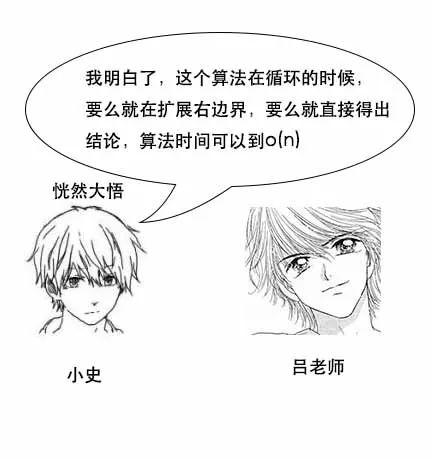 我明白了，这个算法在循环的时候，
要么就在扩展右边界，要么就直接得出
结论，算法时间可以到o(n)
恍然大悟
小史
吕老师